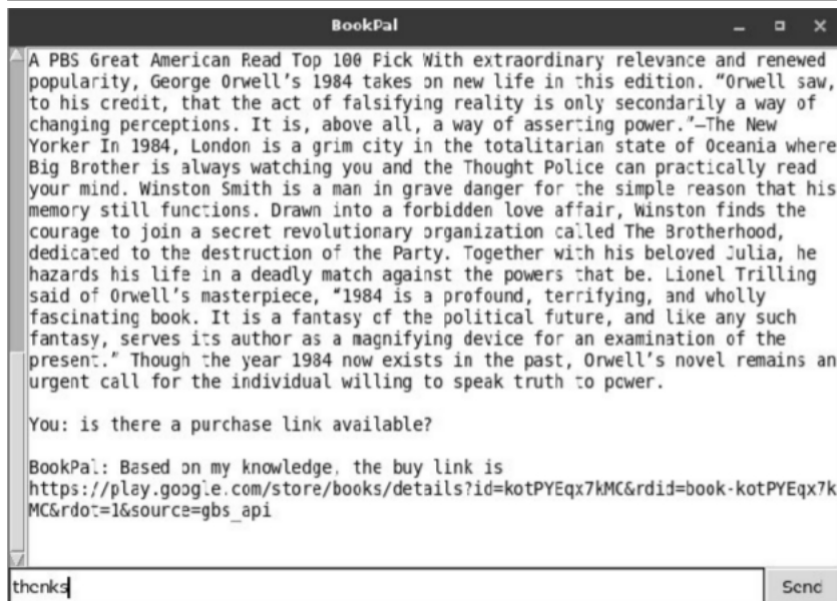 BookPal
A PBS Great American Read Top 100 Pick With extraordinary relevance and renewed
popularity, George Orwell's 1984 takes on new life in this edition. “Orwell saw,
to his credit, that the act of falsifying reality is only secondarily a way of
changing perceptions. It is, above all, a way of asserting power.”—The New
Yorker In 1984, London is a grim city in the totalitarian state of Oceania where
Big Brother is always watching you and the Thought Police can practically read
your mind. Winston Smith is a man in grave danger for the simple reason that his
memory still functions. Drawn into a forbidden love affair, Winston finds the
courage to join a secret revolutionary organization called The Brotherhood,
dedicated to the destruction of the Party. Together with his beloved Julia, he
hazards his life in a deadly match against the powers that be. Lionel Trilling
said of Orwell's masterpiece, “1984 is a profound, terrifying, and wholly
fascinating book. It is a fantasy of the political future, and like any such
fantasy, serves its author as a magnifying device for an examination of the
present.” Though the year 1984 now exists in the past, Orwell's novel remains an
urgent call for the individual willing to speak truth to power.
You: is there a purchase link available?
BookPal: Based on my knowledge, the buy link is
https://play.google.com/store/books/details?id=kotPYEqx7kMC&rdid=book-kotPYEqx7k
MC&rdot=1&source=gbs_api
thanks
Send